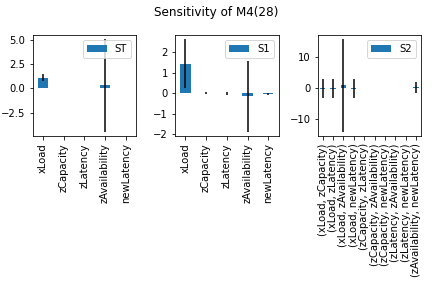 Sensitivity of M4(28)
ST
5.0
2.5
0.0
−2.5
xLoad
zCapacity
zLatency
zAvailability
newLatency
S1
2
1
0
−1
−2
xLoad
zCapacity
zLatency
zAvailability
newLatency
S2
10
0
−10
(xLoad, zCapacity)
(xLoad, zLatency)
(xLoad, zAvailability)
(xLoad, newLatency)
(zCapacity, zLatency)
(zCapacity, zAvailability)
(zCapacity, newLatency)
(zLatency, zAvailability)
(zLatency, newLatency)
(zAvailability, newLatency)